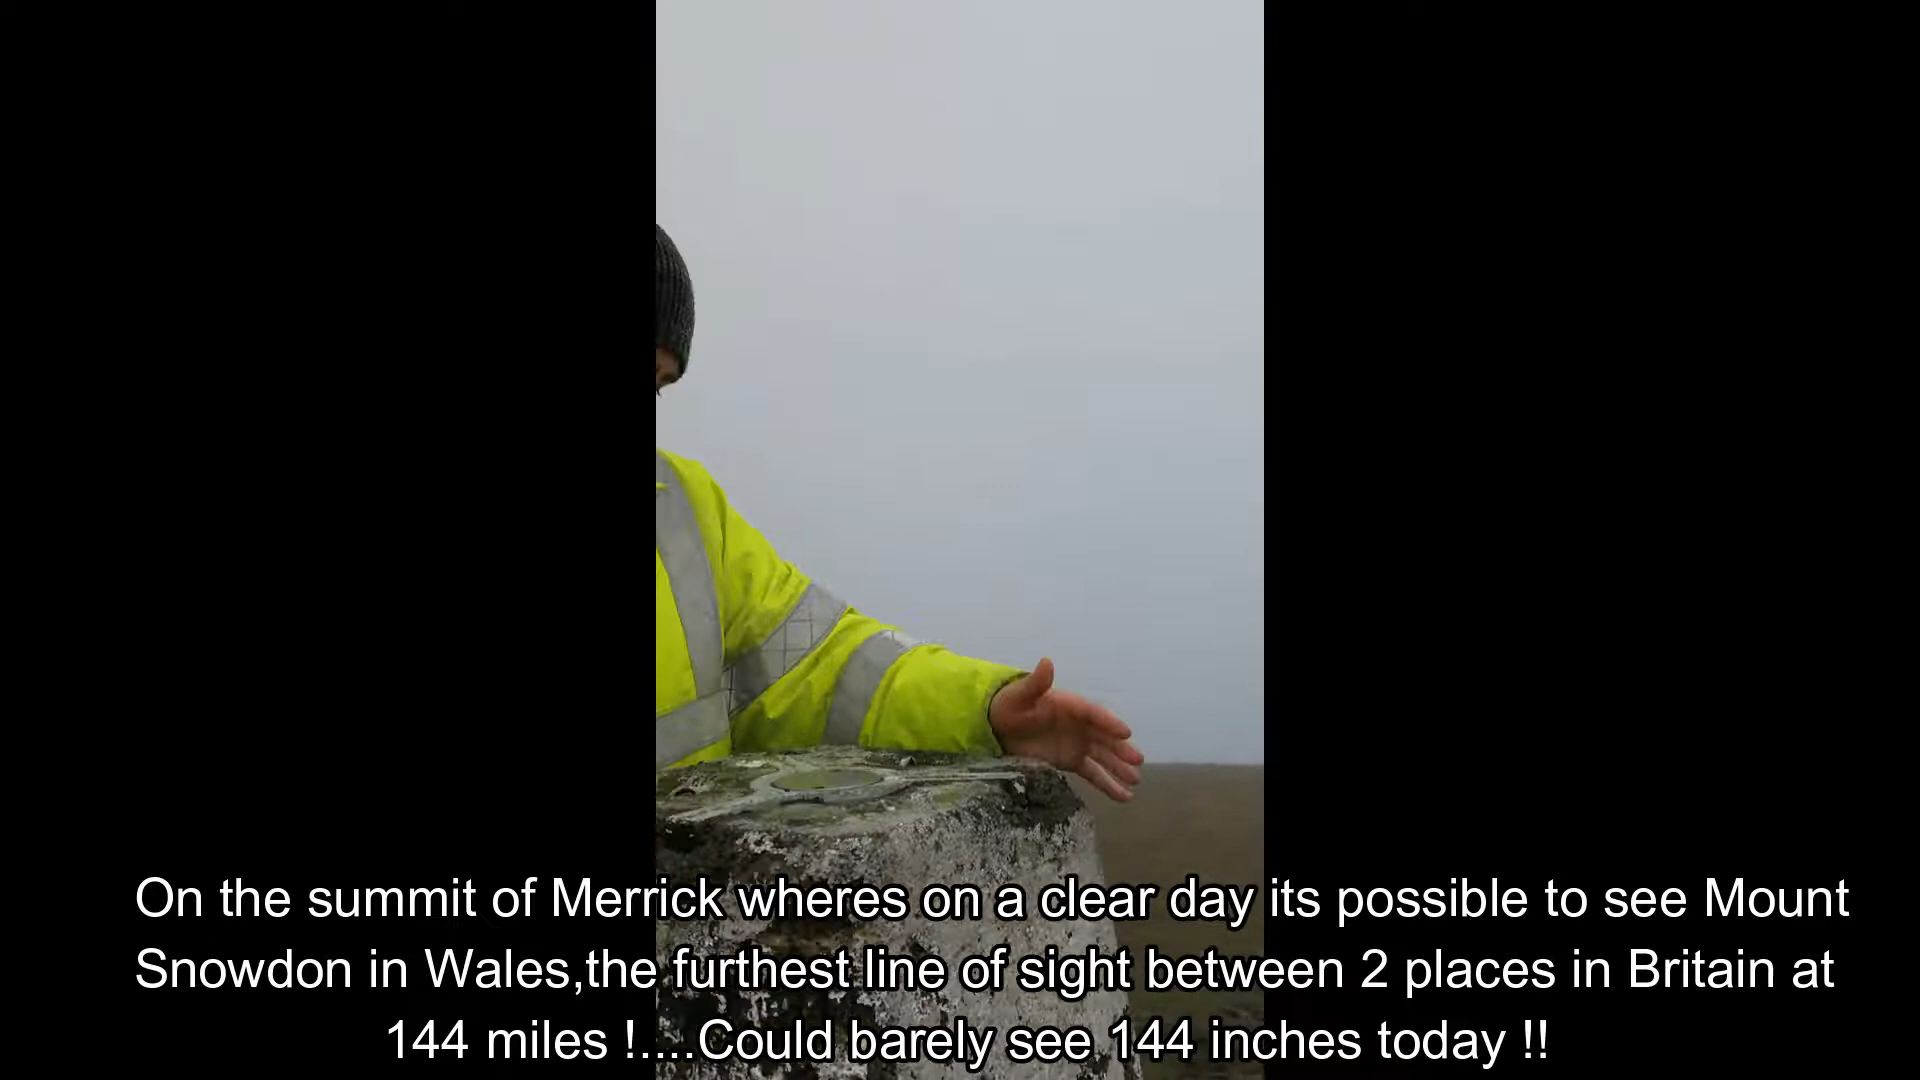 On the summit of Merrick wheres on a clear day its possible to see Mount
Snowdon in Wales,the furthest line of sight between 2 places in Britain at
144 miles !....Could barely see 144 inches today !!